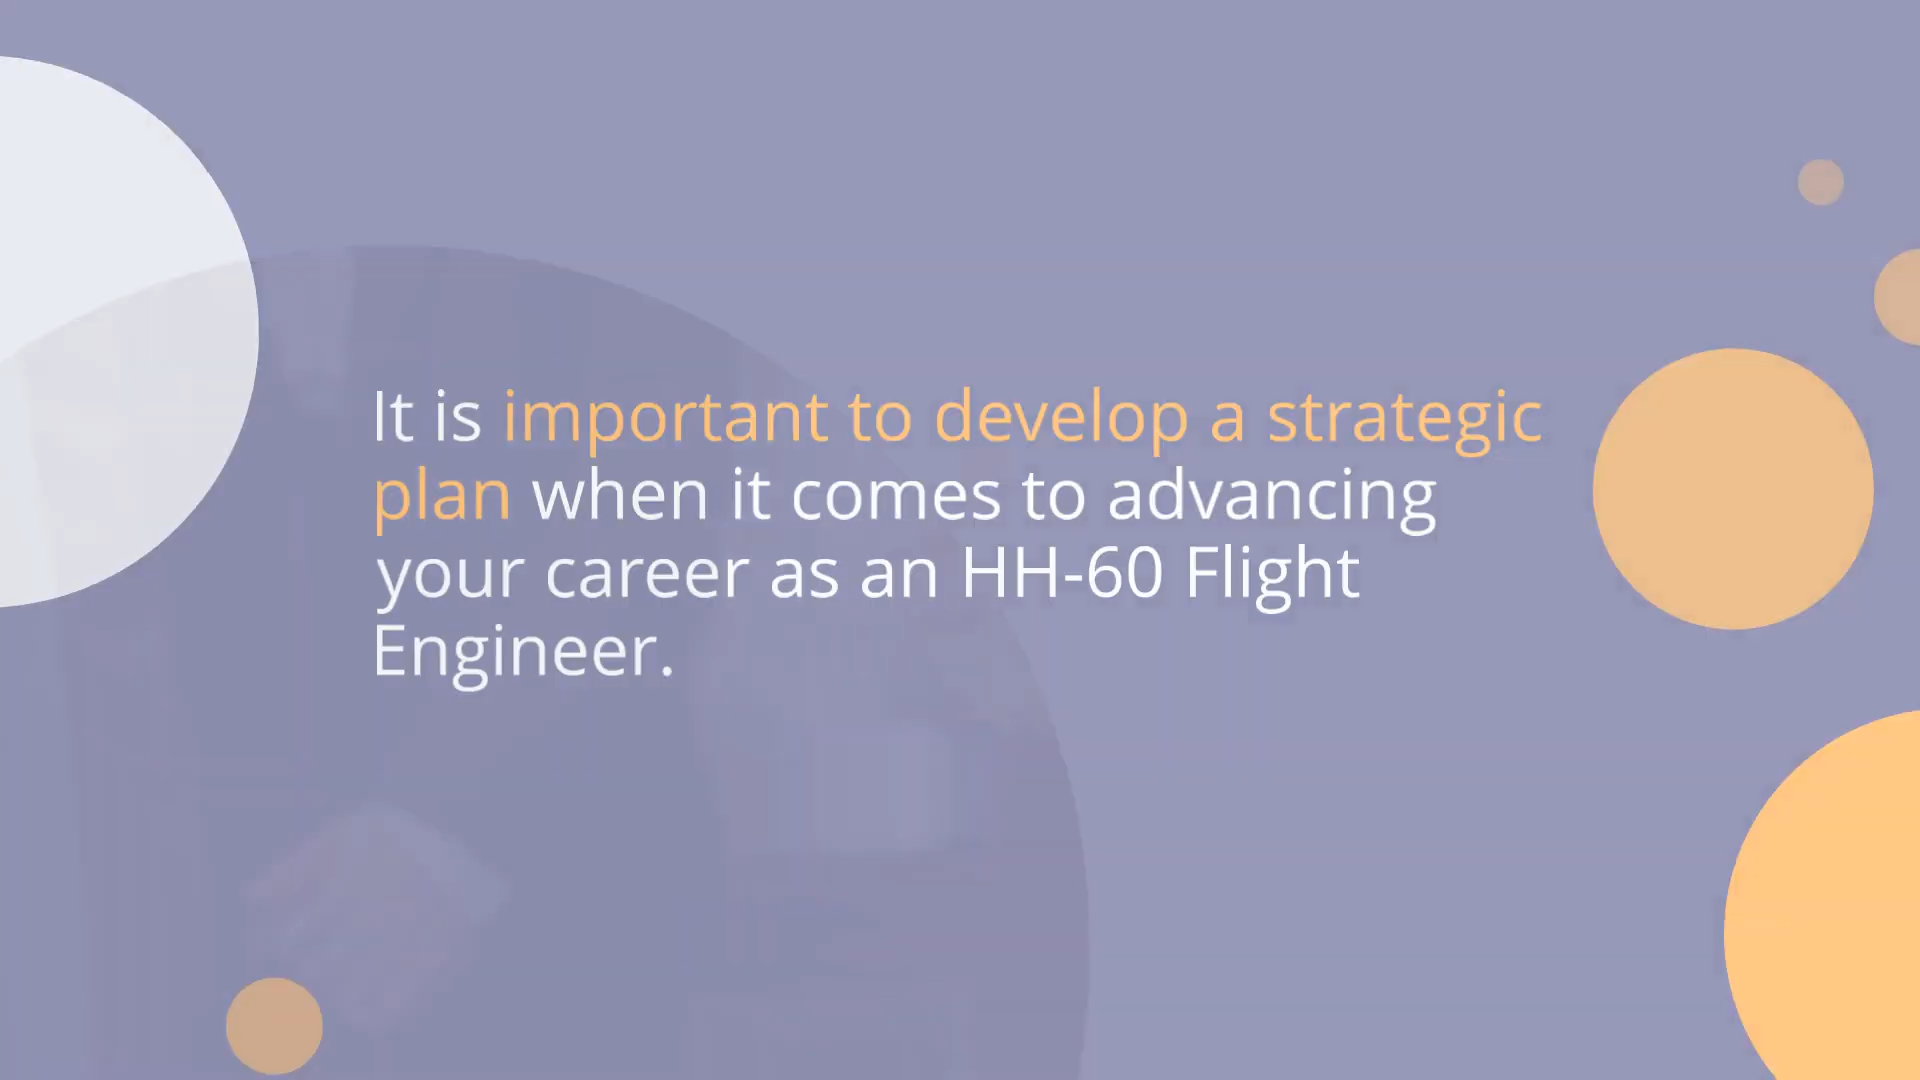 It is important to develop a strategic
plan when it comes to advancing
your career as an HH-60 Flight
Engineer.